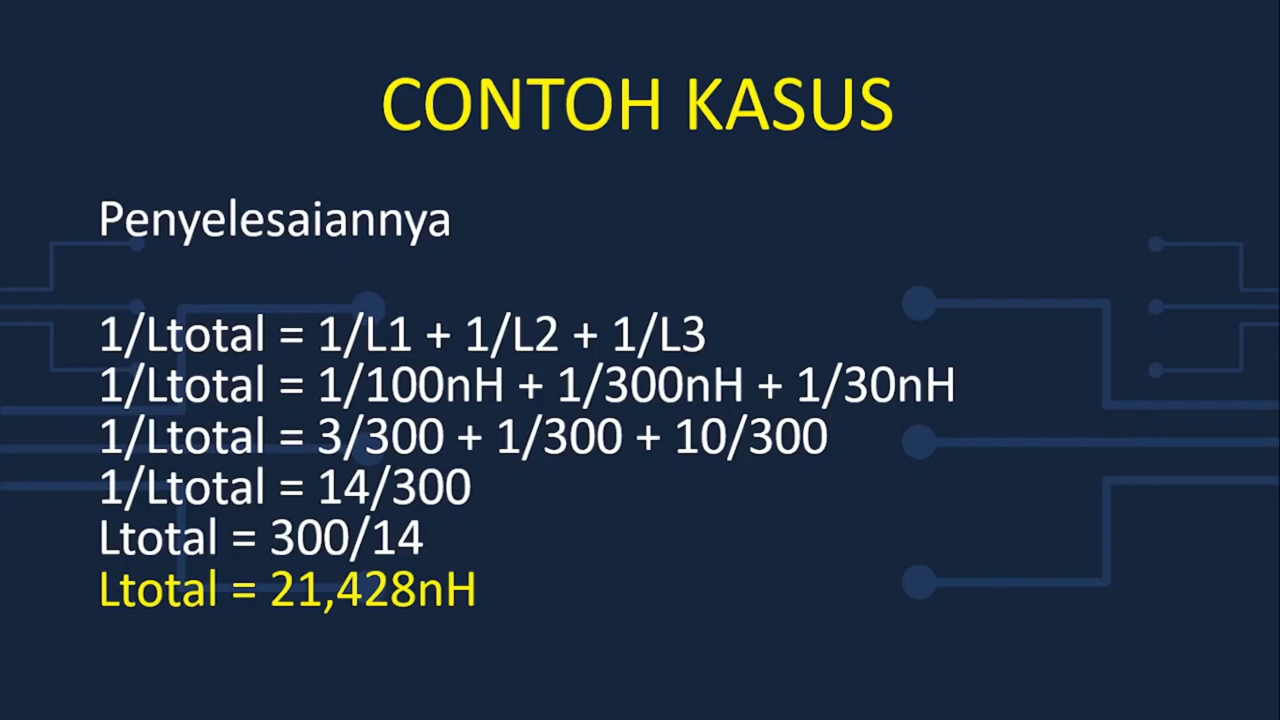 CONTOH KASUS
Penyelesaiannya
1/Ltotal = 1/L1 + 1/L2 + 1/L3
1/Ltotal = 1/100nH + 1/300nH + 1/30nH
1/Ltotal = 3/300 + 1/300 + 10/300
1/Ltotal = 14/300
Ltotal = 300/14
Ltotal = 21,428nH